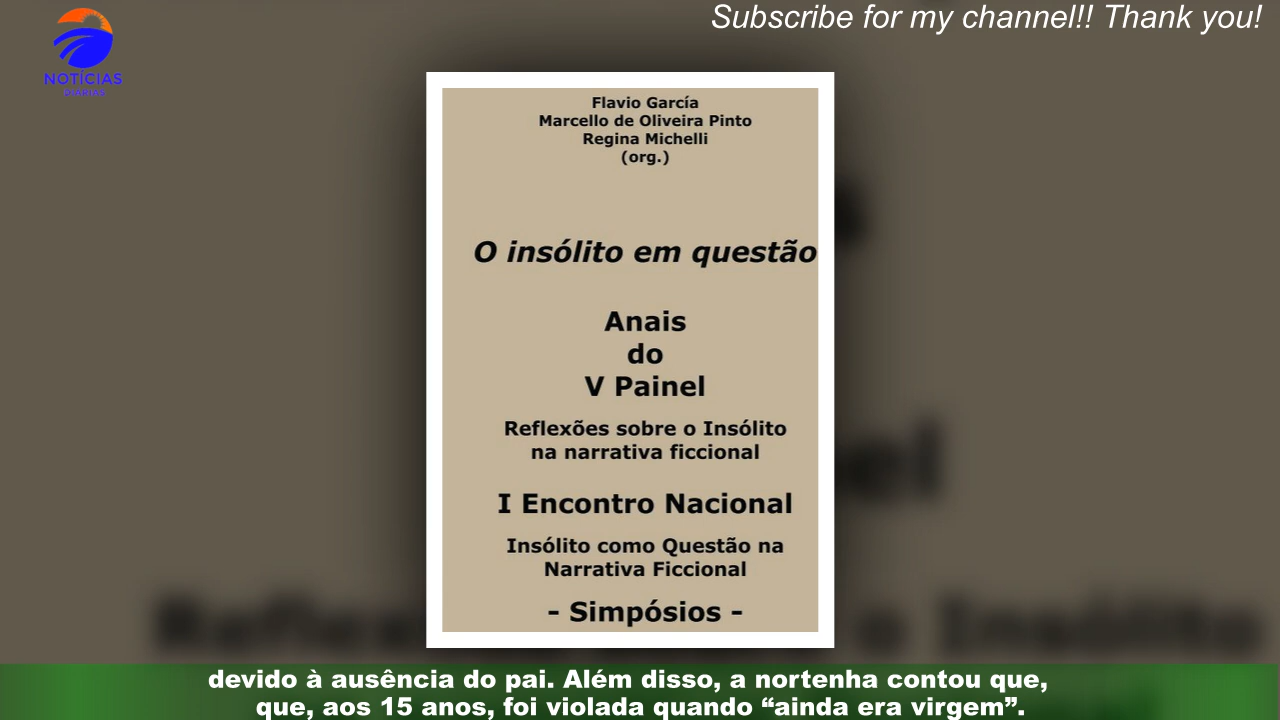 Subscribe for my channel!! Thank you!
NOTÍCIAS
DIÁRIAS
Flavio García
Marcello de Oliveira Pinto
Regina Michelli
(org.)
O insólito em questão
Anais
do
V Painel
Reflexões sobre o Insólito
na narrativa ficcional
I Encontro Nacional
Insólito como Questão na
Narrativa Ficcional
- Simpósios -
devido à ausência do pai. Além disso, a nortenha contou que,
que, aos 15 anos, foi violada quando “ainda era virgem”.